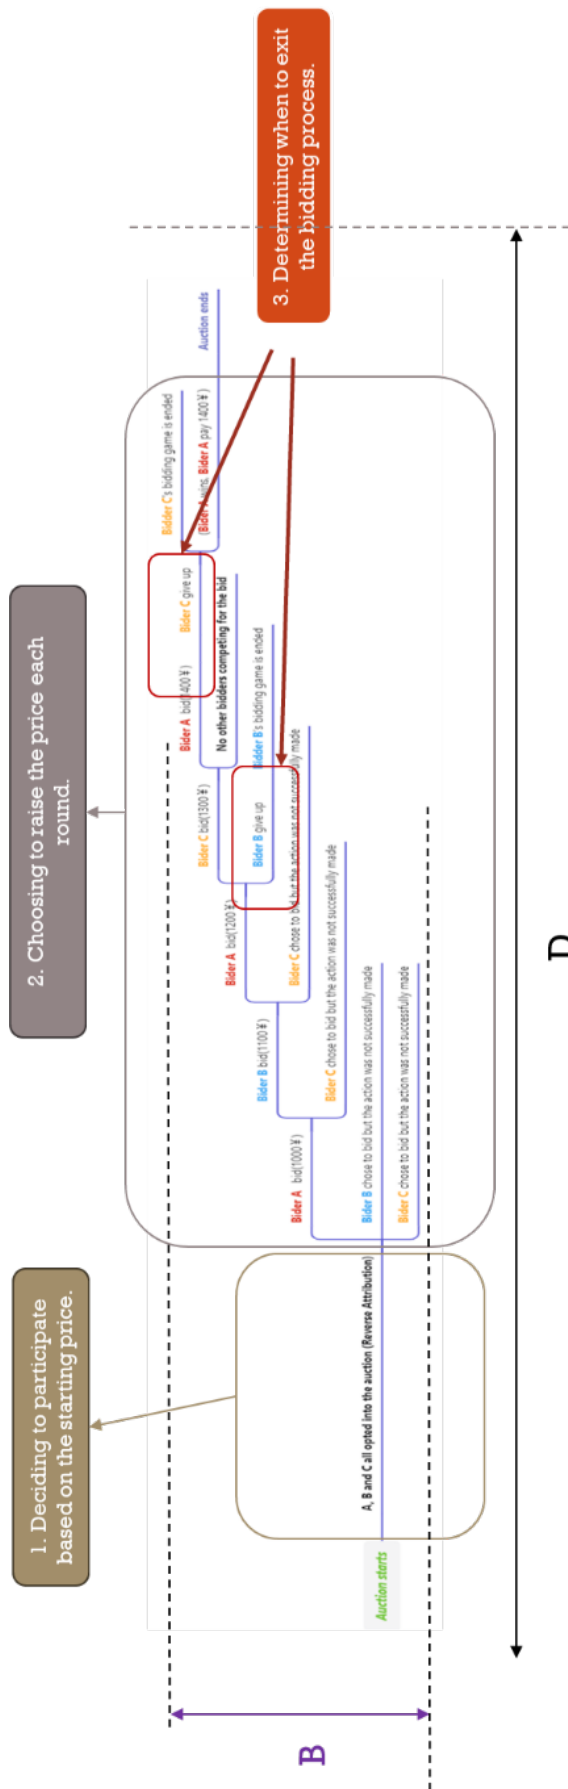 1. Deciding to participate
based on the starting price.
2. Choosing to raise the price each
round.
3. Determining when to exit
the bidding process.
Auction starts
A, B and C all opted into the auction (Reverse Attribution)
Bider A bid(1000¥)
Bider B chose to bid but the action was not successfully made
Bider C chose to bid but the action was not successfully made
Bider B bid(1100¥)
Bider C chose to bid but the action was not successfully made
Bider A bid(1200¥)
Bider C chose to bid but the action was not successfully made
Bider C bid(1300¥)
Bider B give up
Bidder B's bidding game is ended
Bider A bid(1400¥)
No other bidders competing for the bid
Bider C give up
Bidder C's bidding game is ended
(Bider A wins, Bider A pay 1400¥)
Auction ends
B
D